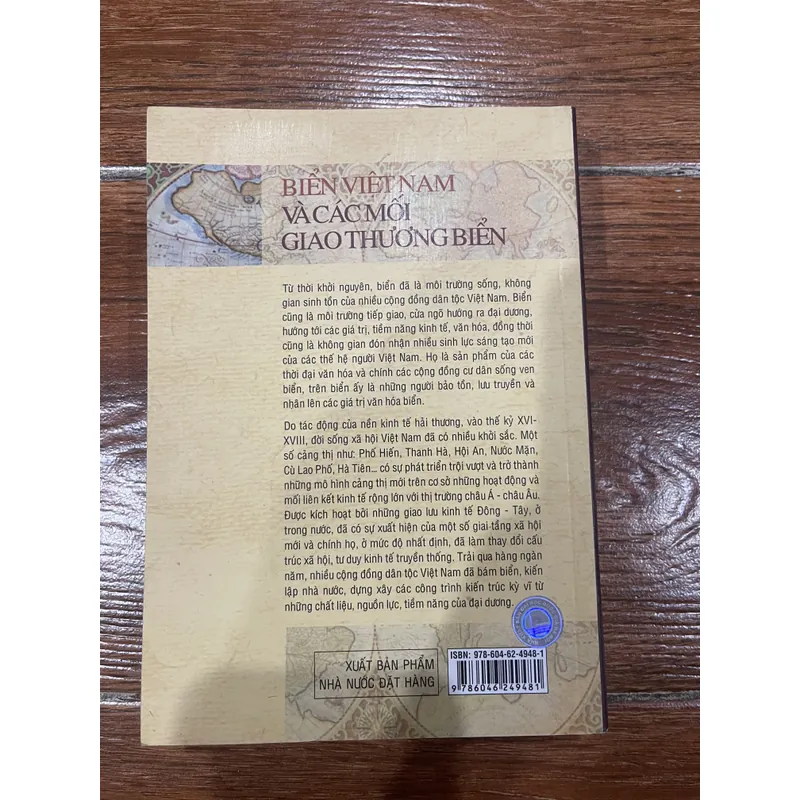 BIỂN VIỆT NAM
VÀ CÁC MỐI
GIAO THƯƠNG BIỂN
Từ thời khởi nguyên, biển đã là môi trường sống, không
gian sinh tồn của nhiều cộng đồng dân tộc Việt Nam. Biển
cũng là môi trường tiếp giao, cửa ngõ hướng ra đại dương,
hướng tới các giá trị, tiềm năng kinh tế, văn hóa, đồng thời
cũng là không gian đón nhận nhiều sinh lực sáng tạo mới
của các thế hệ người Việt Nam. Họ là sản phẩm của các
thời đại văn hóa và chính các cộng đồng cư dân sống ven
biển, trên biển ấy là những người bảo tồn, lưu truyền và
nhân lên các giá trị văn hóa biển.
Do tác động của nền kinh tế hải thương, vào thế kỷ XVI-
XVIII, đời sống xã hội Việt Nam đã có nhiều khởi sắc. Một
số cảng thị như: Phố Hiến, Thanh Hà, Hội An, Nước Mặn,
Cù Lao Phố, Hà Tiên... có sự phát triển trội vượt và trở thành
những mô hình cảng thị mới trên cơ sở những hoạt động và
mối liên kết kinh tế rộng lớn với thị trường châu Á - châu Âu.
Được kích hoạt bởi những giao lưu kinh tế Đông - Tây, ở
trong nước, đã có sự xuất hiện của một số giai tầng xã hội
mới và chính họ, ở mức độ nhất định, đã làm thay đổi cấu
trúc xã hội, tư duy kinh tế truyền thống. Trải qua hàng ngàn
năm, nhiều cộng đồng dân tộc Việt Nam đã bám biển, kiến
lập nhà nước, dựng xây các công trình kiến trúc kỳ vĩ từ
những chất liệu, nguồn lực, tiềm năng của đại dương.
XUẤT BẢN PHẨM
NHÀ NƯỚC ĐẶT HÀNG
ISBN: 978-604-62-4948-1
9 786046 249481